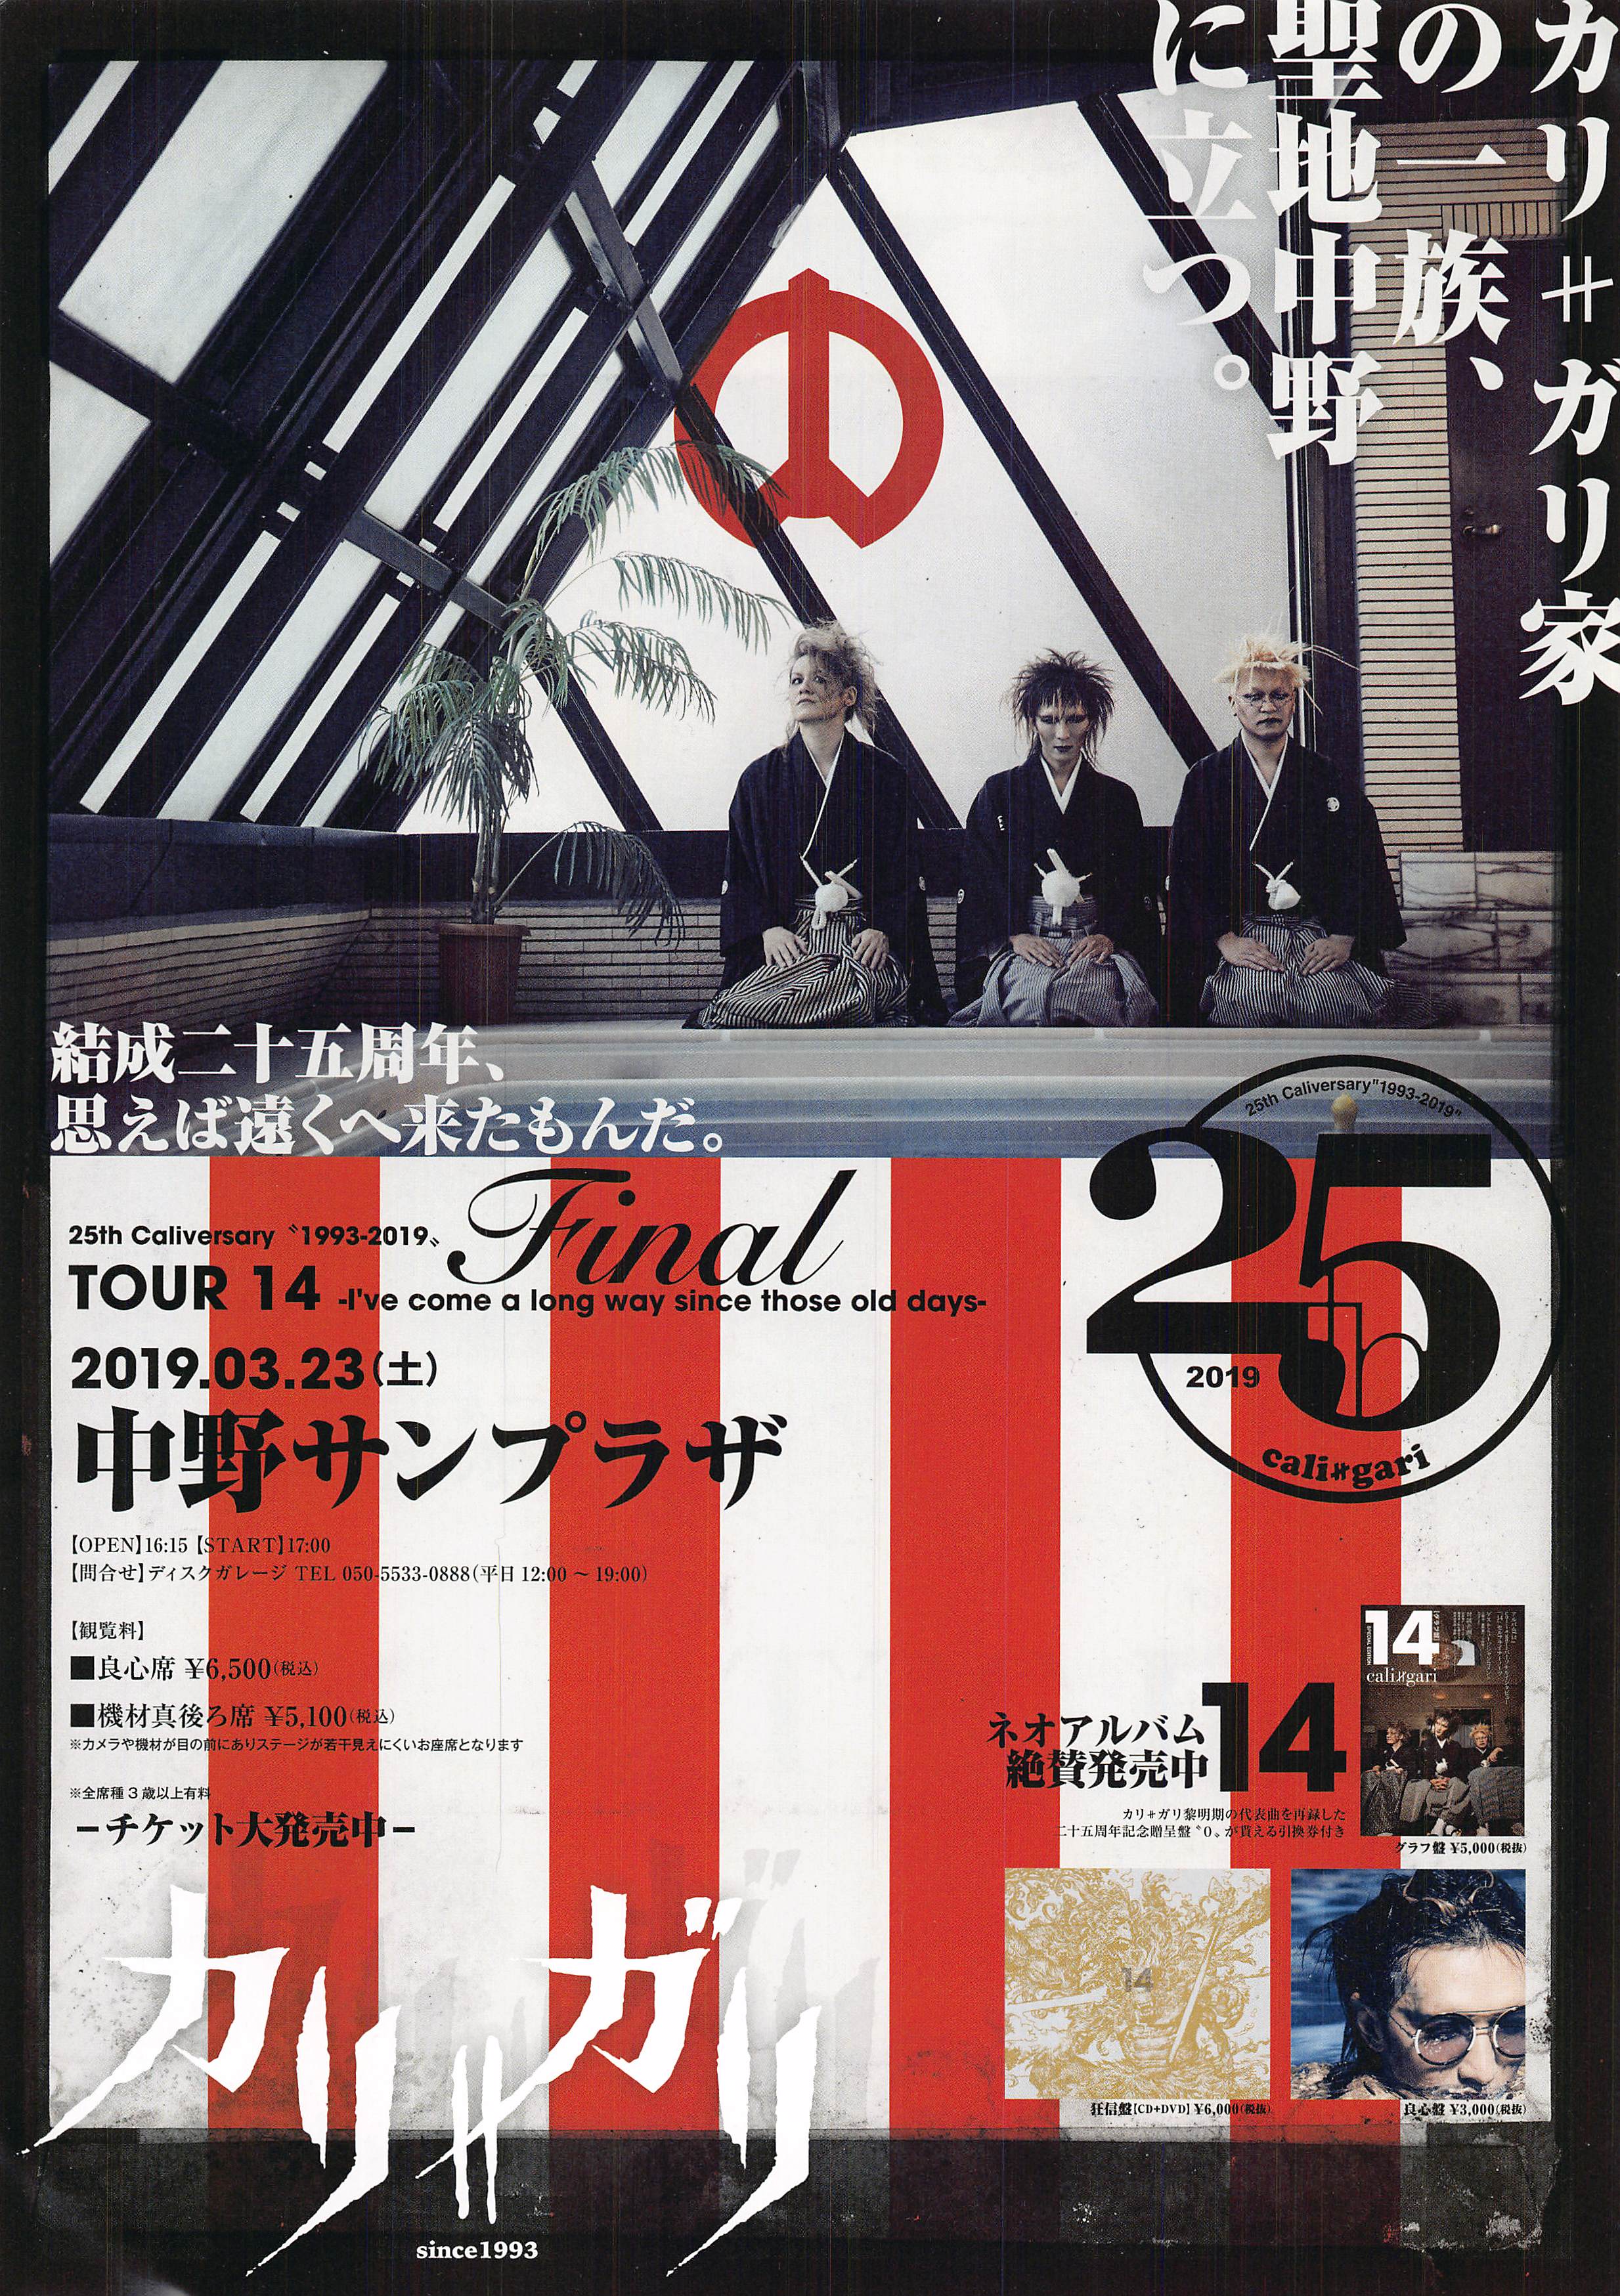 カリ♯ガリ家
の一族、
聖地中野
に立つ。
結成二十五周年、
思えば遠くへ来たもんだ。
25th Caliversary "1993-2019"
25
2019
cali≠gari
25th Caliversary〝1993-2019〟
Final
TOUR 14 -I've come a long way since those old days-
2019.03.23(土)
中野サンプラザ
【OPEN】16:15【START】17:00
【問合せ】ディスクガレージ TEL 050-5533-0888(平日 12:00 ～ 19:00)
【観覧料】
■良心席 ¥6,500(税込)
■機材真後ろ席 ¥5,100(税込)
※カメラや機材が目の前にありステージが若干見えにくいお座席となります
※全席種 3 歳以上有料
−チケット大発売中−
ネオアルバム
絶賛発売中
14
カリ♯ガリ黎明期の代表曲を再録した
二十五周年記念贈呈盤〝0〟が貰える引換券付き
14
cali≠gari
グラフ盤 ¥5,000(税抜)
14
狂信盤【CD+DVD】¥6,000(税抜)
良心盤 ¥3,000(税抜)
カリ♯ガリ
since1993